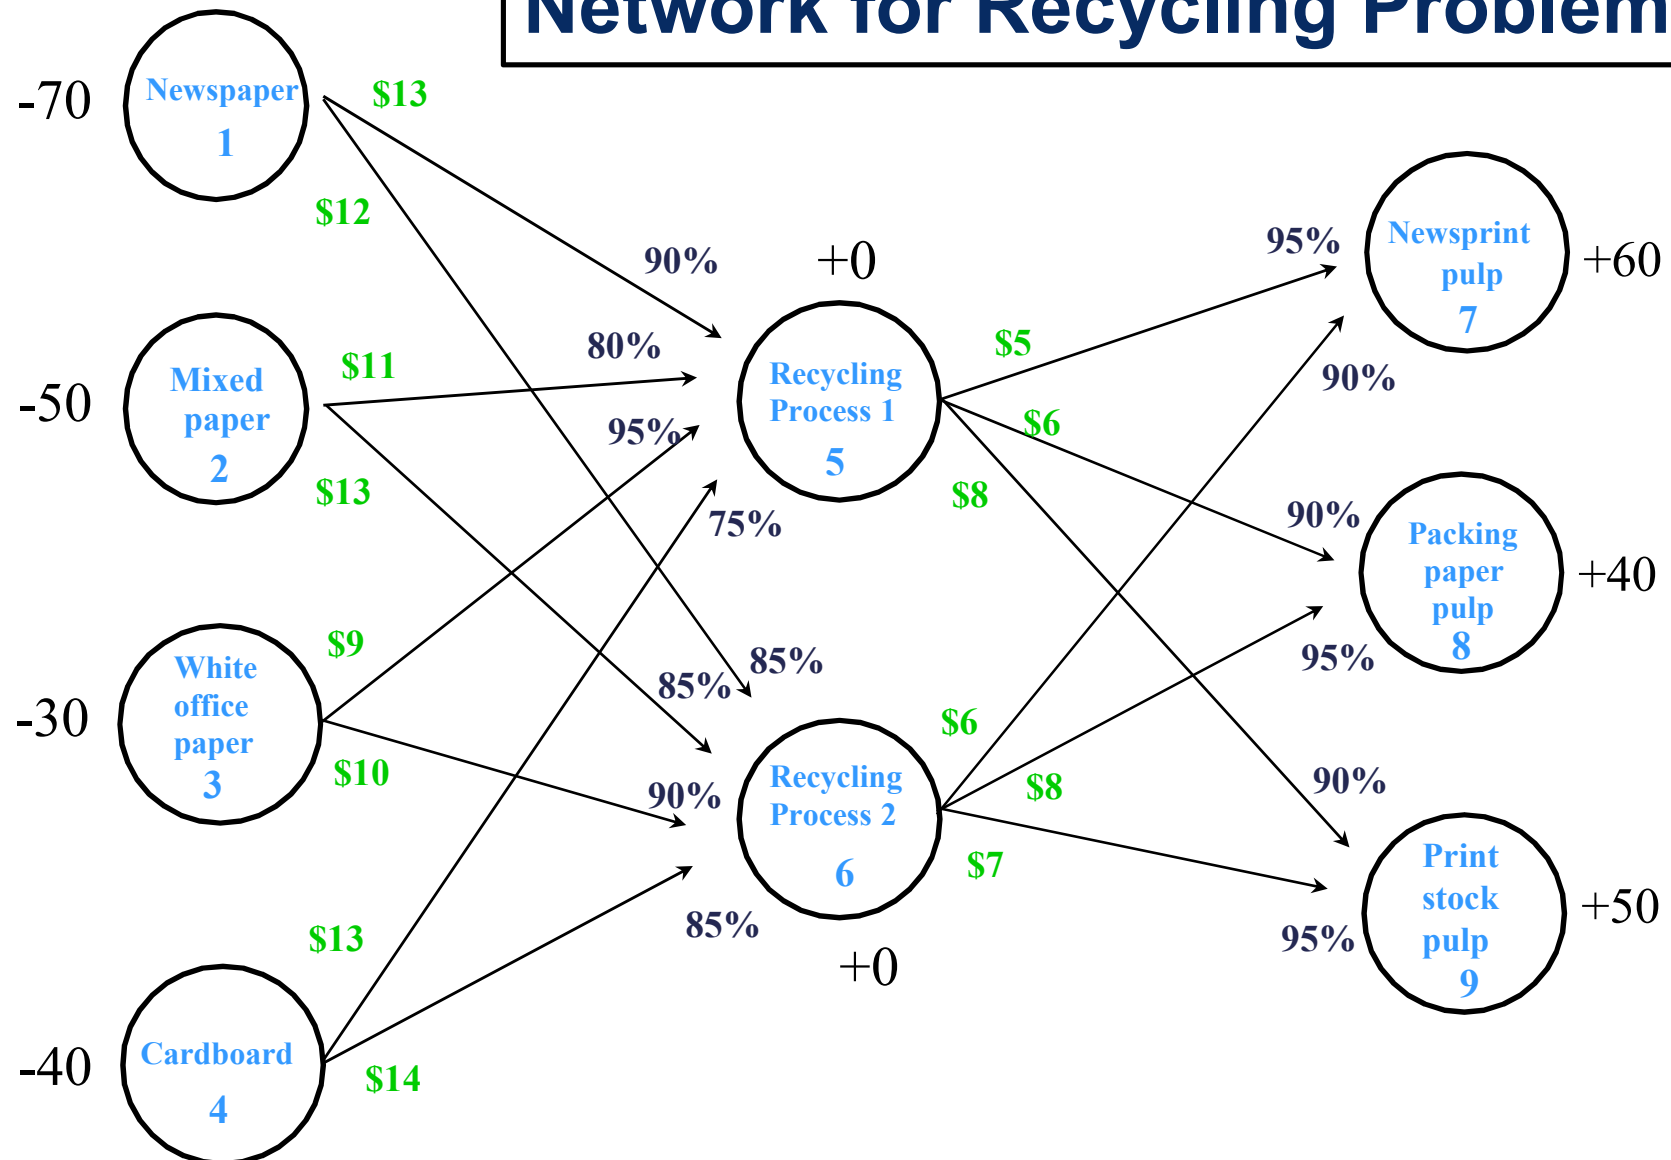 Network for Recycling Problem
-70
Newspaper
1
$13
$12
90%
+0
95%
Newsprint
pulp
7
+60
-50
Mixed
paper
2
$11
$13
80%
95%
75%
Recycling
Process 1
5
$5
$6
$8
90%
90%
Packing
paper
pulp
8
+40
95%
-30
White
office
paper
3
$9
$10
85%
85%
90%
Recycling
Process 2
6
+0
$6
$8
$7
90%
95%
Print
stock
pulp
9
+50
-40
Cardboard
4
$13
$14
85%